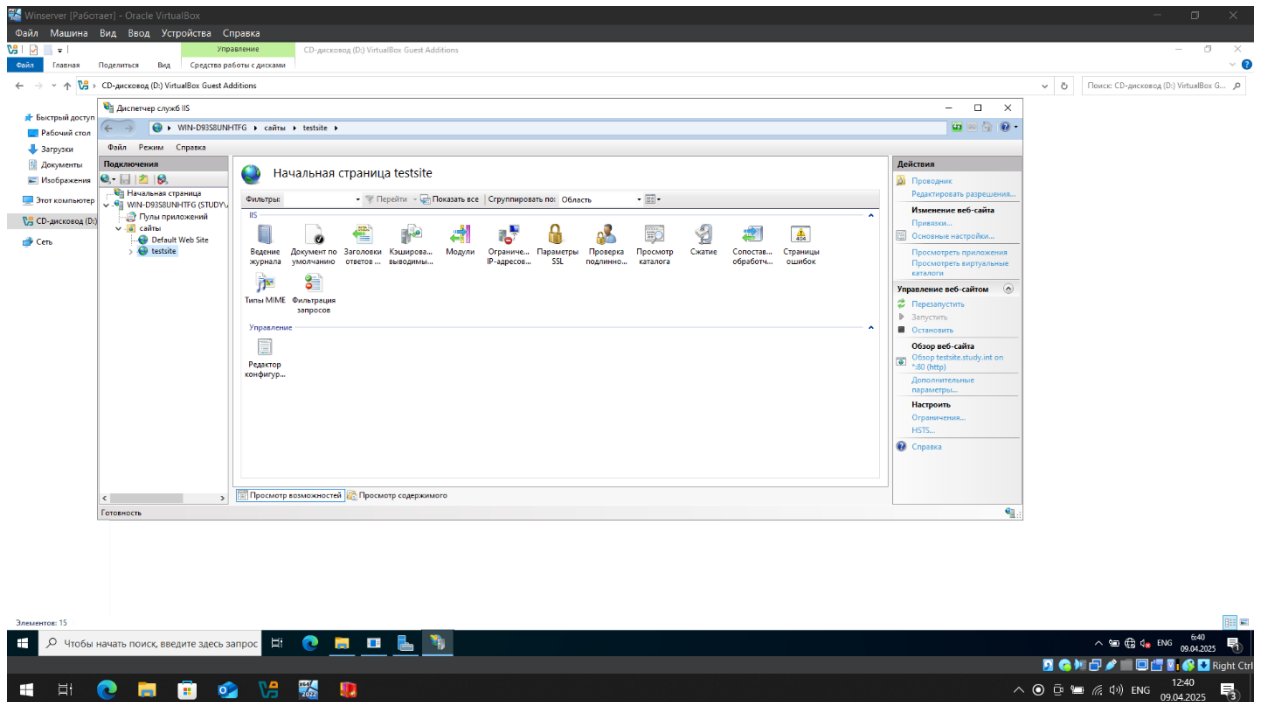 Winserver [Работает] - Oracle VirtualBox
Файл Машина Вид Ввод Устройства Справка
Управление CD-дисковод (D:) VirtualBox Guest Additions
Файл Главная Поделиться Вид Средства работы с дисками
CD-дисковод (D:) VirtualBox Guest Additions
Поиск: CD-дисковод (D:) VirtualBox G...
Быстрый доступ
Рабочий стол
Загрузки
Документы
Изображения
Этот компьютер
CD-дисковод (D:)
Сеть
Диспетчер служб IIS
WIN-D93S8UNHTFG сайты testsite
Файл Режим Справка
Подключения
Начальная страница
WIN-D93S8UNHTFG (STUDY\
Пулы приложений
сайты
Default Web Site
testsite
Начальная страница testsite
Фильтры: Перейти Показать все Сгруппировать по: Область
IIS
Ведение журнала
Документ по умолчанию
Заголовки ответов ...
Кэширова... выводимы...
Модули
Ограниче... IP-адресов...
Параметры SSL
Проверка подлинно...
Просмотр каталога
Сжатие
Сопостав... обработч...
Страницы ошибок
404
Типы MIME
Фильтрация запросов
Управление
Редактор конфигур...
Просмотр возможностей Просмотр содержимого
Готовность
Действия
Проводник
Редактировать разрешения...
Изменение веб-сайта
Привязки...
Основные настройки...
Просмотреть приложения
Просмотреть виртуальные
каталоги
Управление веб-сайтом
Перезапустить
Запустить
Остановить
Обзор веб-сайта
Обзор testsite.study.int on
*:80 (http)
Дополнительные
параметры...
Настроить
Ограничения...
HSTS...
Справка
Элементов: 15
Чтобы начать поиск, введите здесь запрос
ENG
6:40
09.04.2025
1
Right Ctrl
ENG
12:40
09.04.2025
3